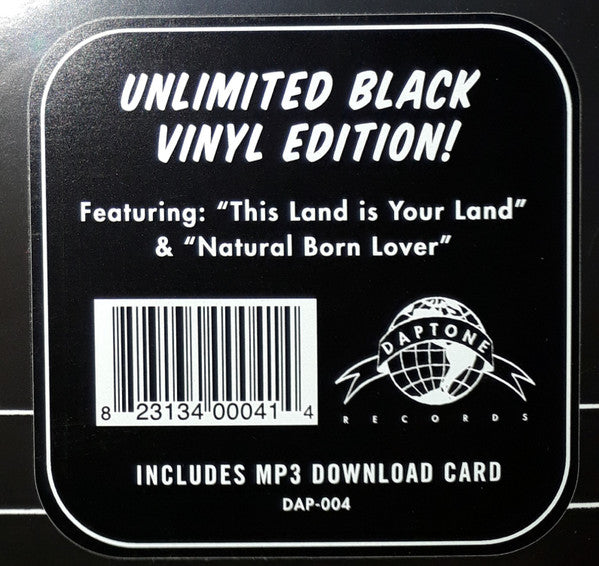 UNLIMITED BLACK
VINYL EDITION!
Featuring: “This Land is Your Land”
& “Natural Born Lover”
8 23134 00041 4
DAPTONE
RECORDS
INCLUDES MP3 DOWNLOAD CARD
DAP-004